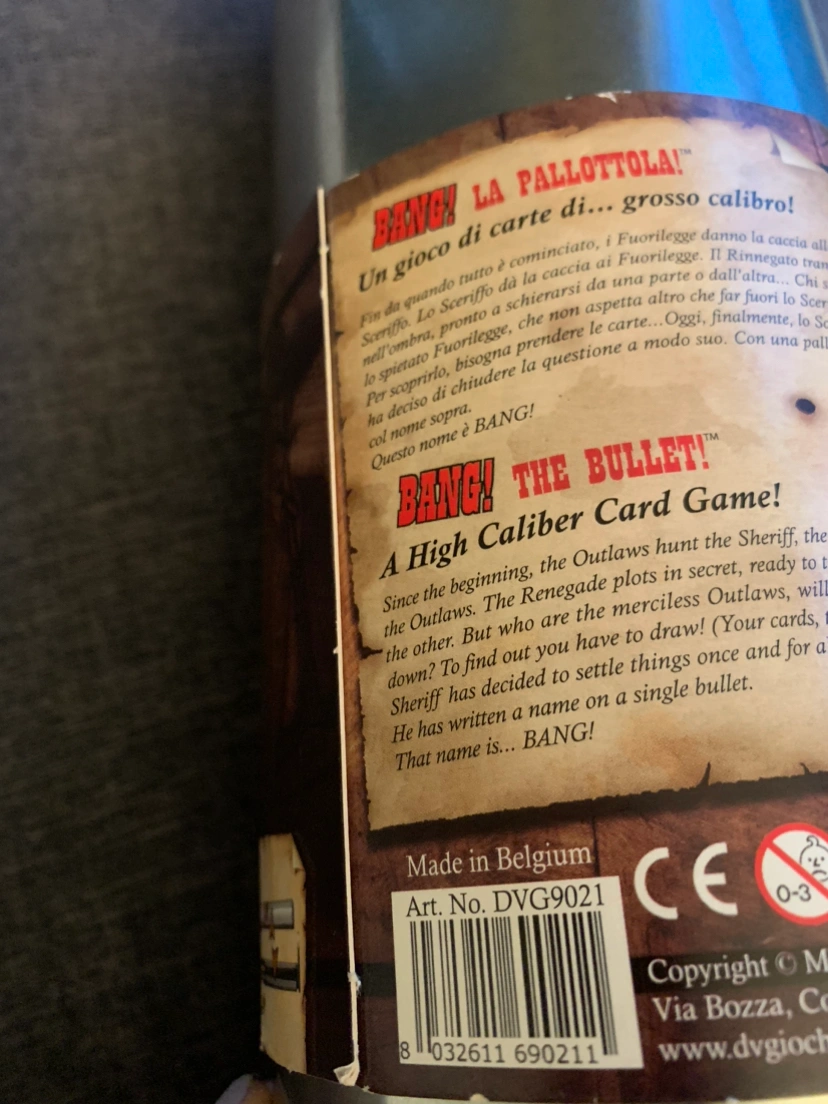 BANG! LA PALLOTTOLA!™
Un gioco di carte di... grosso calibro!
Fin da quando tutto è cominciato, i Fuorilegge danno la caccia all
Sceriffo. Lo Sceriffo dà la caccia ai Fuorilegge. Il Rinnegato tram
nell'ombra, pronto a schierarsi da una parte o dall'altra... Chi s
lo spietato Fuorilegge, che non aspetta altro che far fuori lo Scer
Per scoprirlo, bisogna prendere le carte...Oggi, finalmente, lo Sc
ha deciso di chiudere la questione a modo suo. Con una pall
col nome sopra.
Questo nome è BANG!
BANG! THE BULLET!™
A High Caliber Card Game!
Since the beginning, the Outlaws hunt the Sheriff, the
the Outlaws. The Renegade plots in secret, ready to t
the other. But who are the merciless Outlaws, will
down? To find out you have to draw! (Your cards, t
Sheriff has decided to settle things once and for a
He has written a name on a single bullet.
That name is... BANG!
Made in Belgium
CE
0-3
Art. No. DVG9021
8 032611 690211
Copyright © M
Via Bozza, Co
www.dvgioch